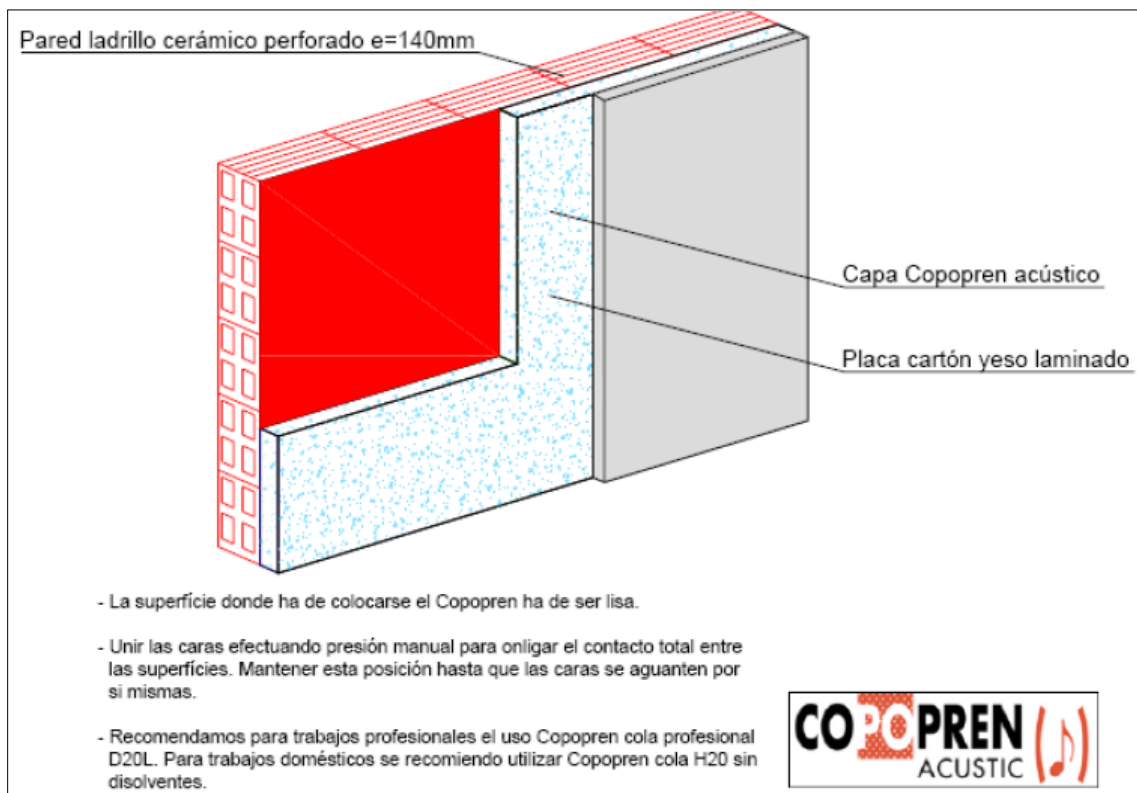 Pared ladrillo cerámico perforado e=140mm
Capa Copopren acústico
Placa cartón yeso laminado
- La superfície donde ha de colocarse el Copopren ha de ser lisa.
- Unir las caras efectuando presión manual para onligar el contacto total entre
las superfícies. Mantener esta posición hasta que las caras se aguanten por
si mismas.
- Recomendamos para trabajos profesionales el uso Copopren cola profesional
D20L. Para trabajos domésticos se recomiendo utilizar Copopren cola H20 sin
disolventes.
COPOPREN
ACUSTIC